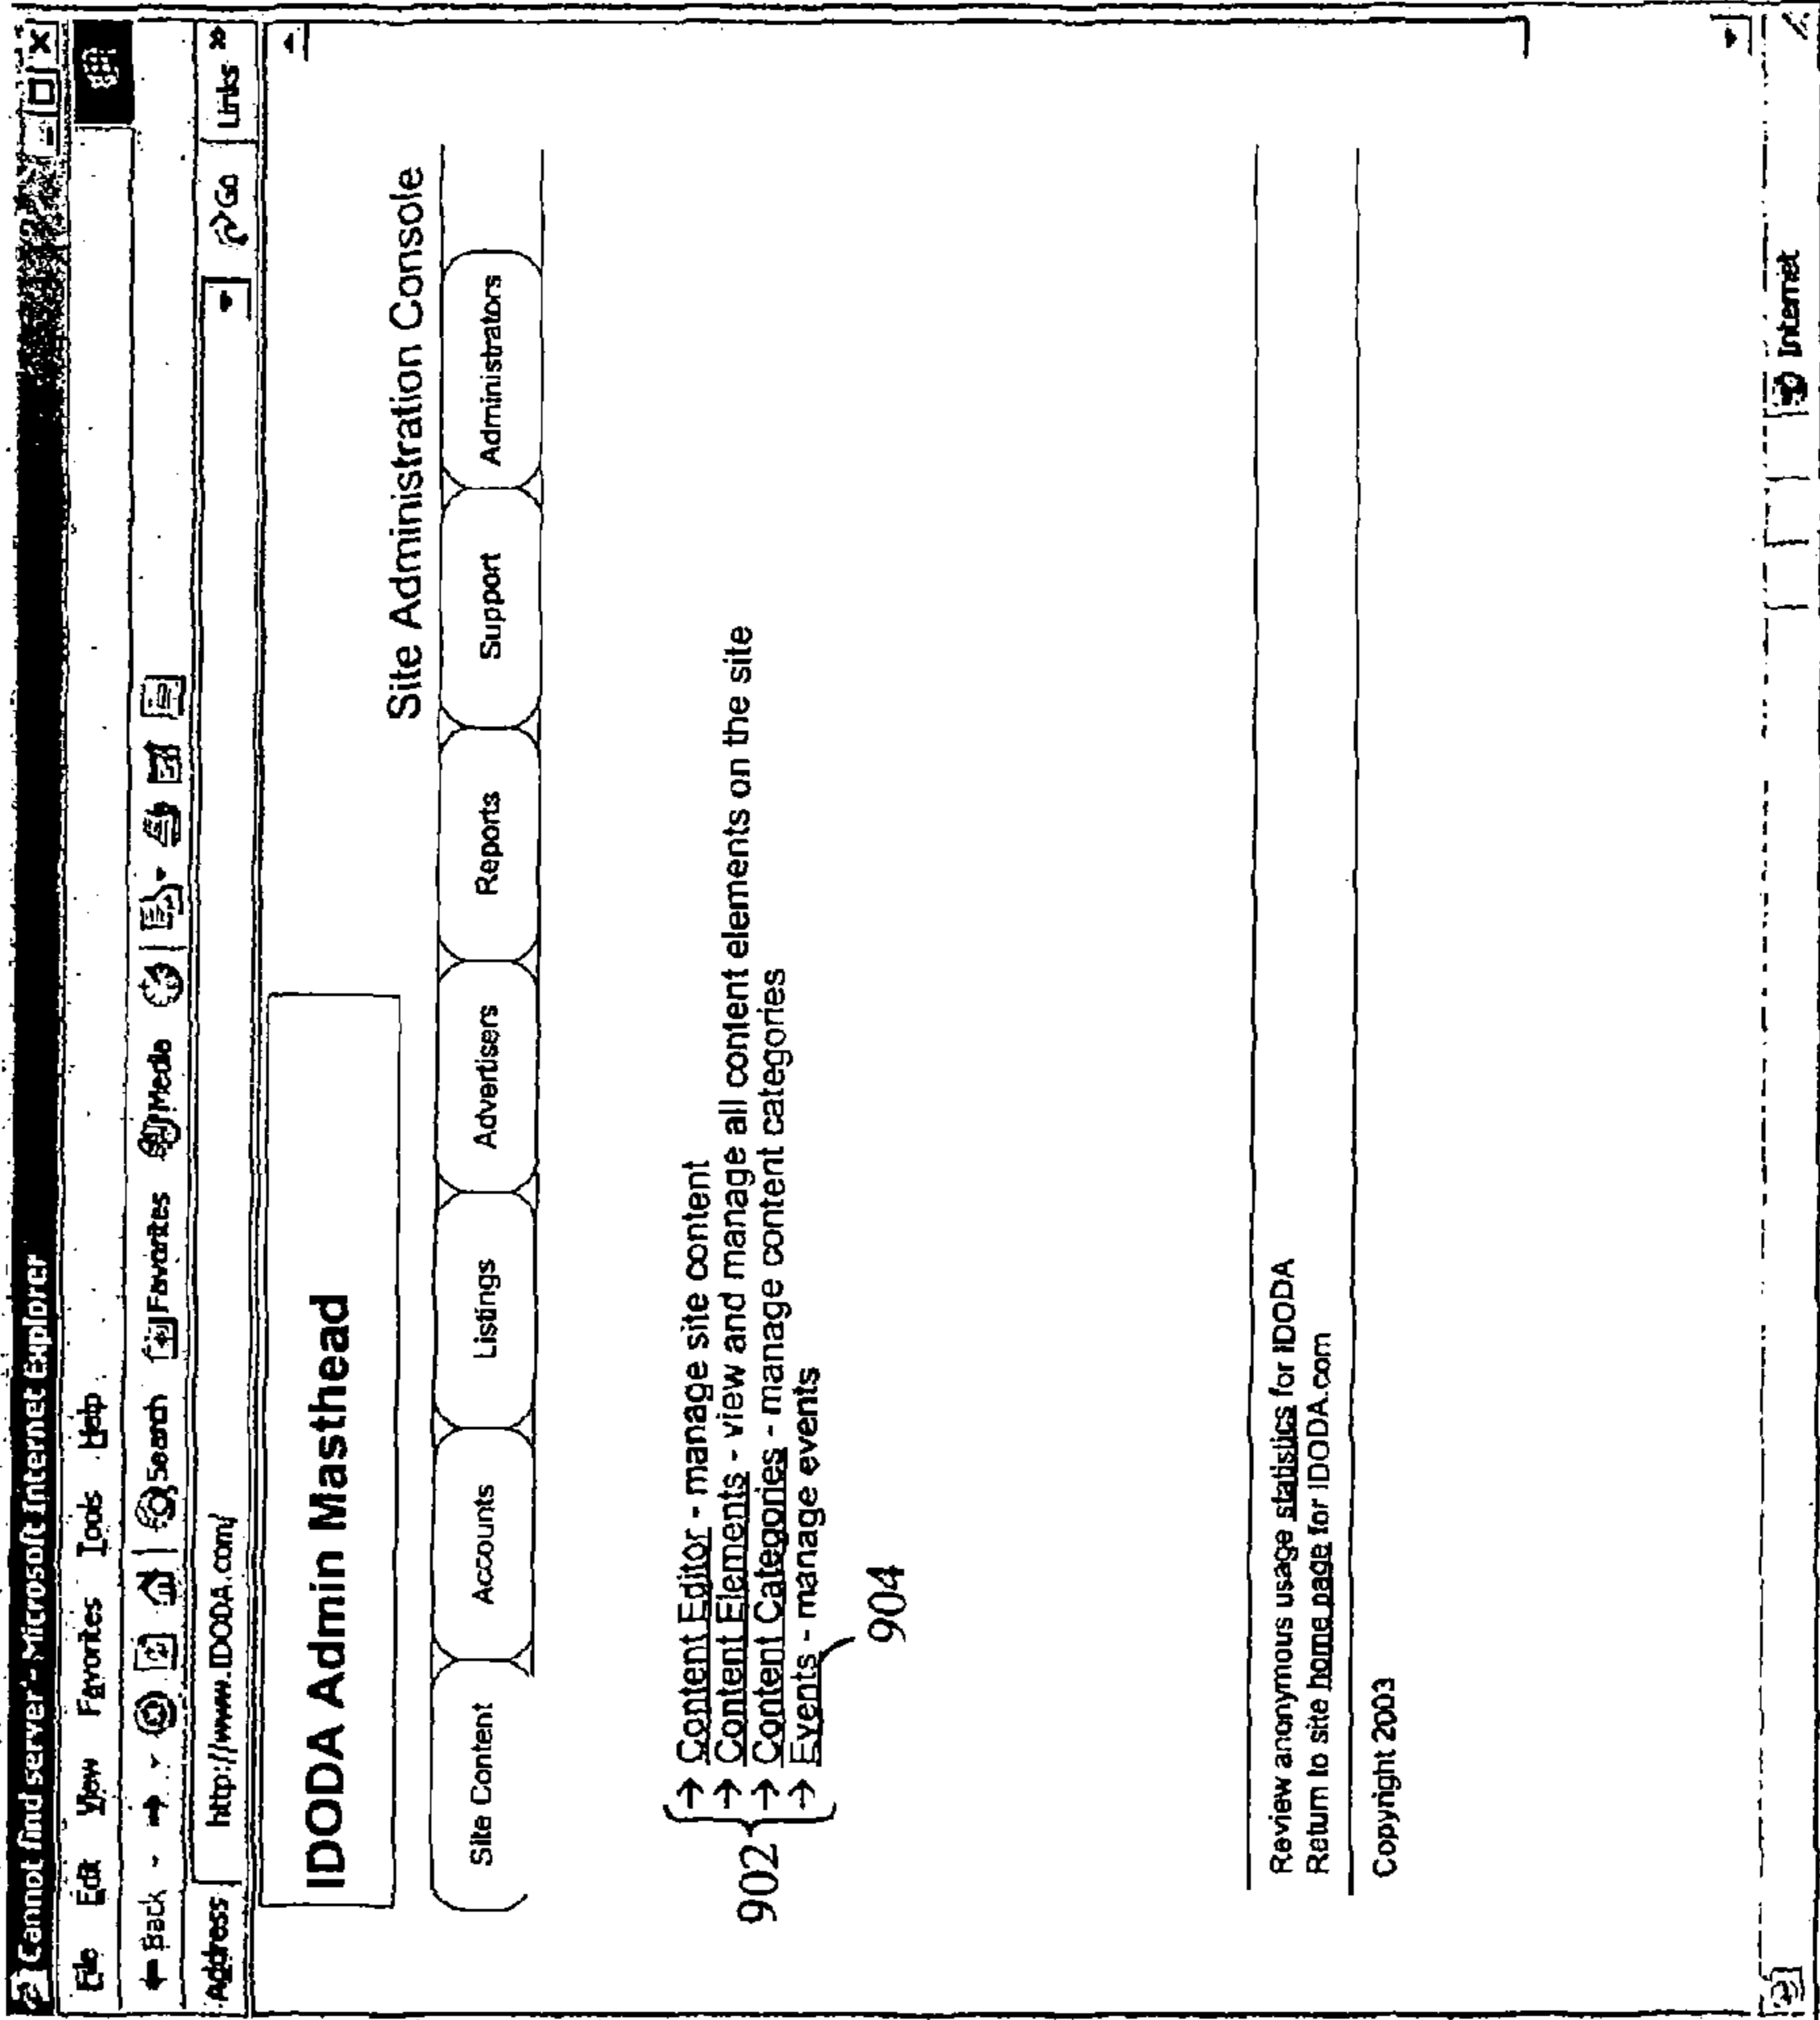 Cannot find server - Microsoft Internet Explorer
File Edit View Favorites Tools Help
Back Search Favorites Media
Address http://www.IDODA.com/ Go Links »
IDODA Admin Masthead
Site Administration Console
Site Content Accounts Listings Advertisers Reports Support Administrators
902 → Content Editor - manage site content
→ Content Elements - view and manage all content elements on the site
→ Content Categories - manage content categories
→ Events - manage events
904
Review anonymous usage statistics for IDODA
Return to site home page for IDODA.com
Copyright 2003
Internet